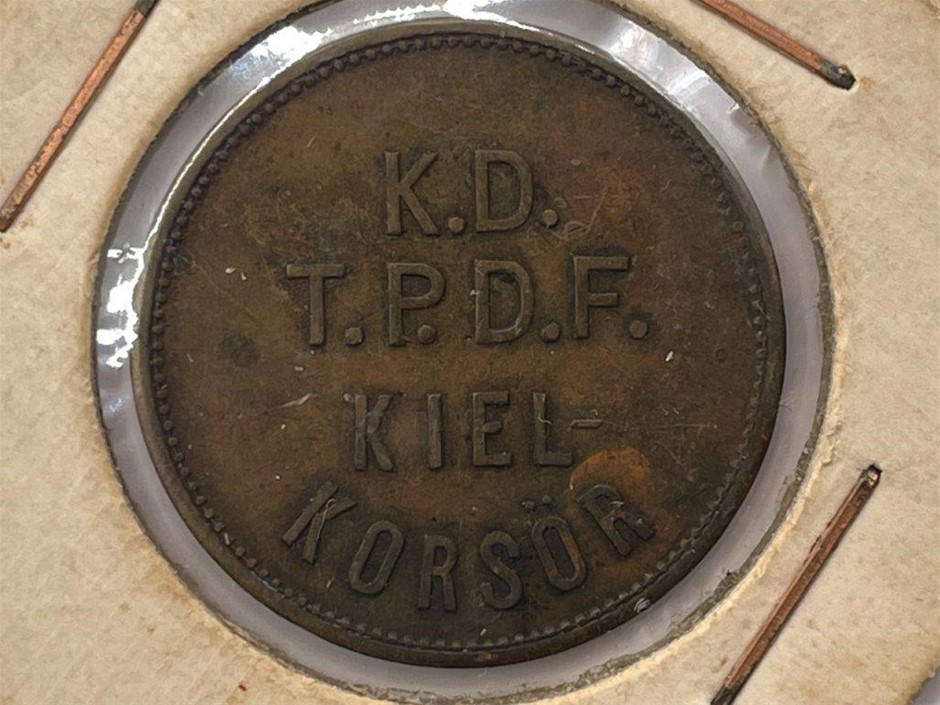 K.D.
T.P.D.F.
KIEL-
KORSÖR